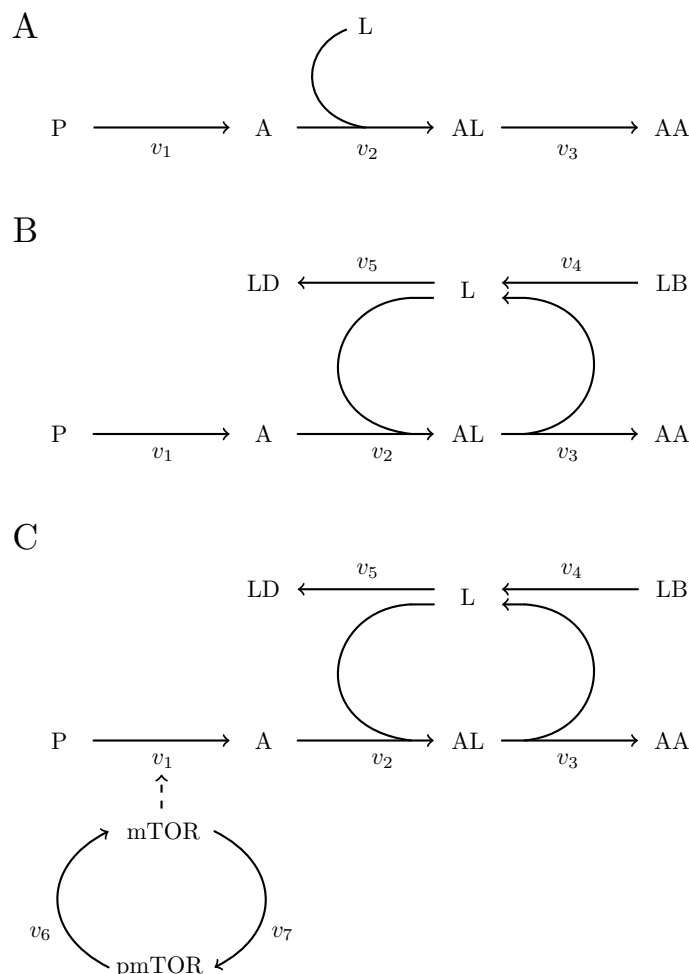 A
L
P A AL AA
v₁ v₂ v₃
B
v₅ v₄
LD L LB
P A AL AA
v₁ v₂ v₃
C
v₅ v₄
LD L LB
P A AL AA
v₁ v₂ v₃
mTOR
v₆ v₇
pmTOR